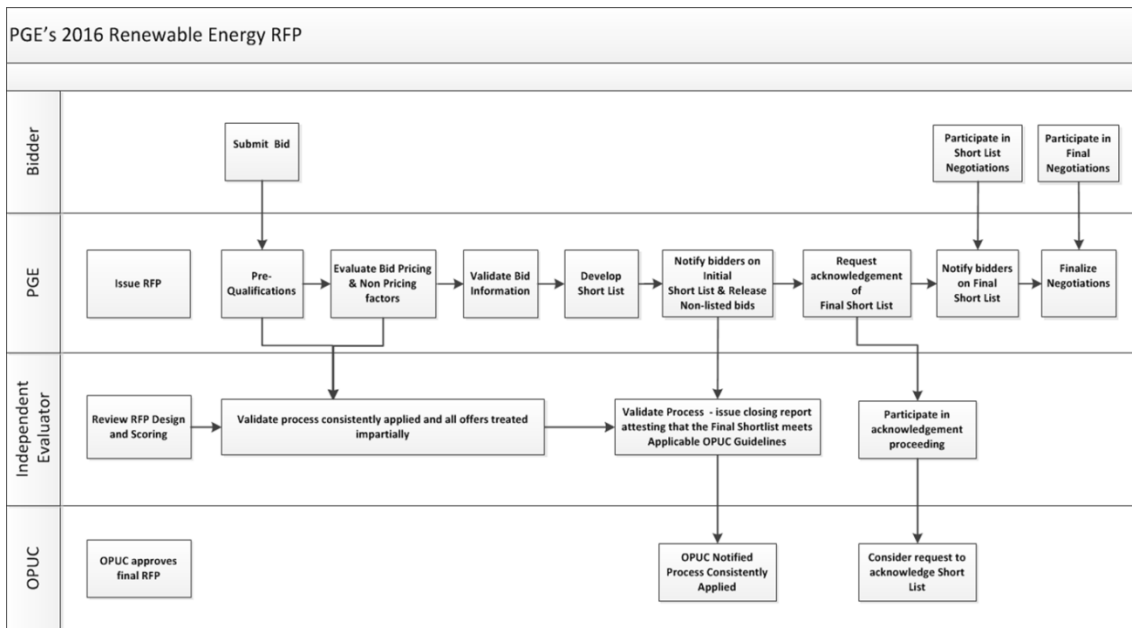 PGE's 2016 Renewable Energy RFP
Bidder
Submit Bid
Participate in
Short List
Negotiations
Participate in
Final
Negotiations
PGE
Issue RFP
Pre-
Qualifications
Evaluate Bid Pricing
& Non Pricing
factors
Validate Bid
Information
Develop
Short List
Notify bidders on
Initial
Short List & Release
Non-listed bids
Request
acknowledgement
of
Final Short List
Notify bidders
on Final
Short List
Finalize
Negotiations
Independent
Evaluator
Review RFP Design
and Scoring
Validate process consistently applied and all offers treated
impartially
Validate Process - issue closing report
attesting that the Final Shortlist meets
Applicable OPUC Guidelines
Participate in
acknowledgement
proceeding
OPUC
OPUC approves
final RFP
OPUC Notified
Process Consistently
Applied
Consider request to
acknowledge Short
List